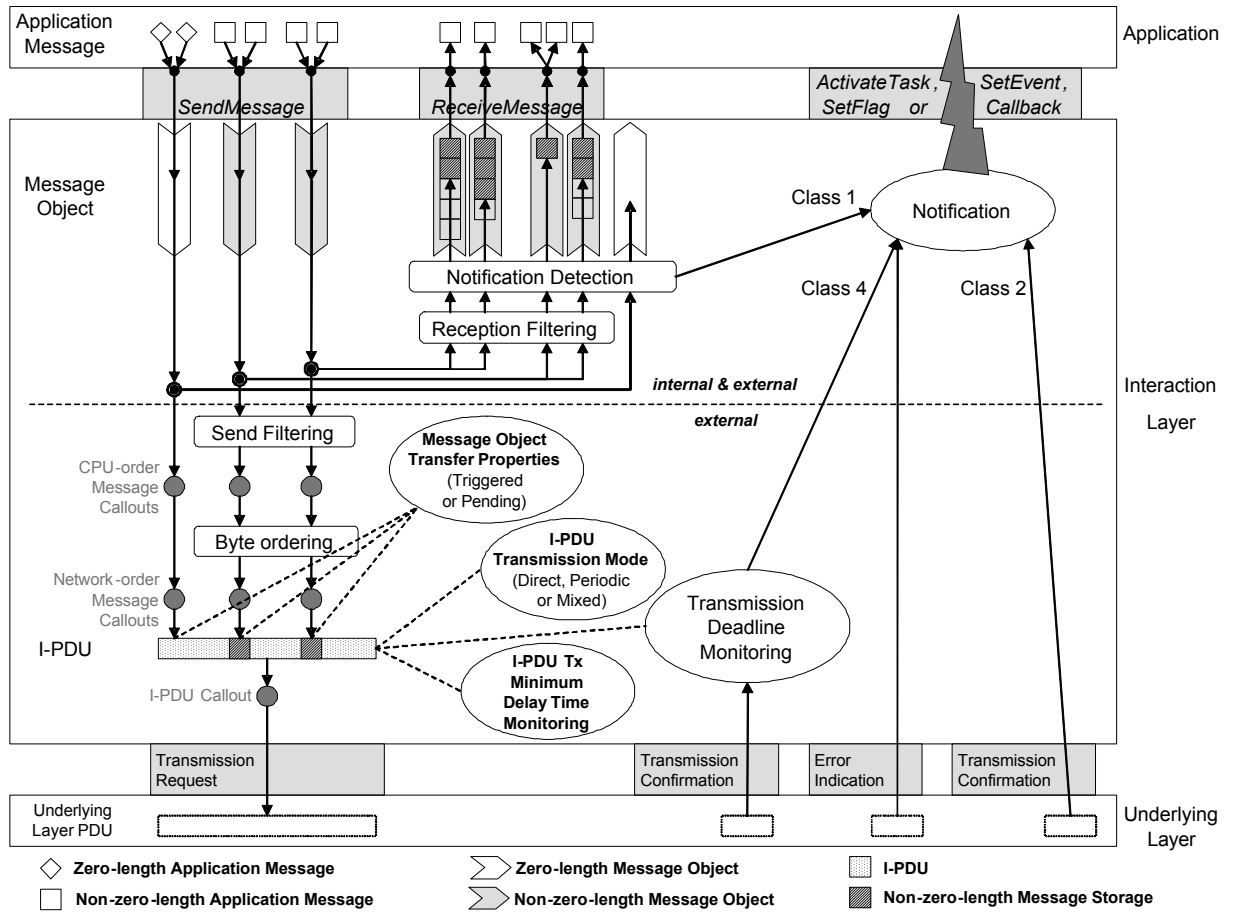 Application
Message
Application
SendMessage
ReceiveMessage
ActivateTask, SetEvent,
SetFlag or Callback
Message
Object
Class 1
Notification
Notification Detection
Class 4
Class 2
Reception Filtering
internal & external
Interaction
Layer
external
Send Filtering
Message Object
Transfer Properties
(Triggered
or Pending)
CPU-order
Message
Callouts
Byte ordering
I-PDU
Transmission Mode
(Direct, Periodic
or Mixed)
Network-order
Message
Callouts
Transmission
Deadline
Monitoring
I-PDU
I-PDU Tx
Minimum
Delay Time
Monitoring
I-PDU Callout
Transmission
Request
Transmission
Confirmation
Error
Indication
Transmission
Confirmation
Underlying
Layer PDU
Underlying
Layer
Zero-length Application Message
Zero-length Message Object
I-PDU
Non-zero-length Application Message
Non-zero-length Message Object
Non-zero-length Message Storage